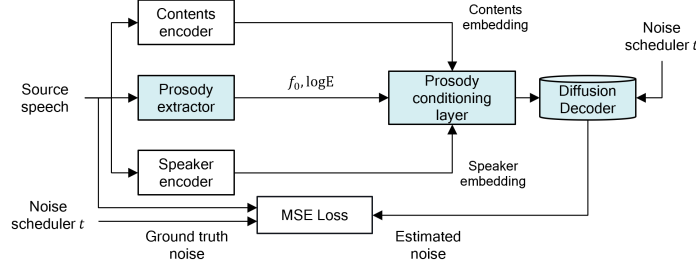 Contents
encoder
Contents
embedding
Noise
scheduler t
Source
speech
Prosody
extractor
f₀, logE
Prosody
conditioning
layer
Diffusion
Decoder
Speaker
encoder
Speaker
embedding
Noise
scheduler t
MSE Loss
Ground truth
noise
Estimated
noise